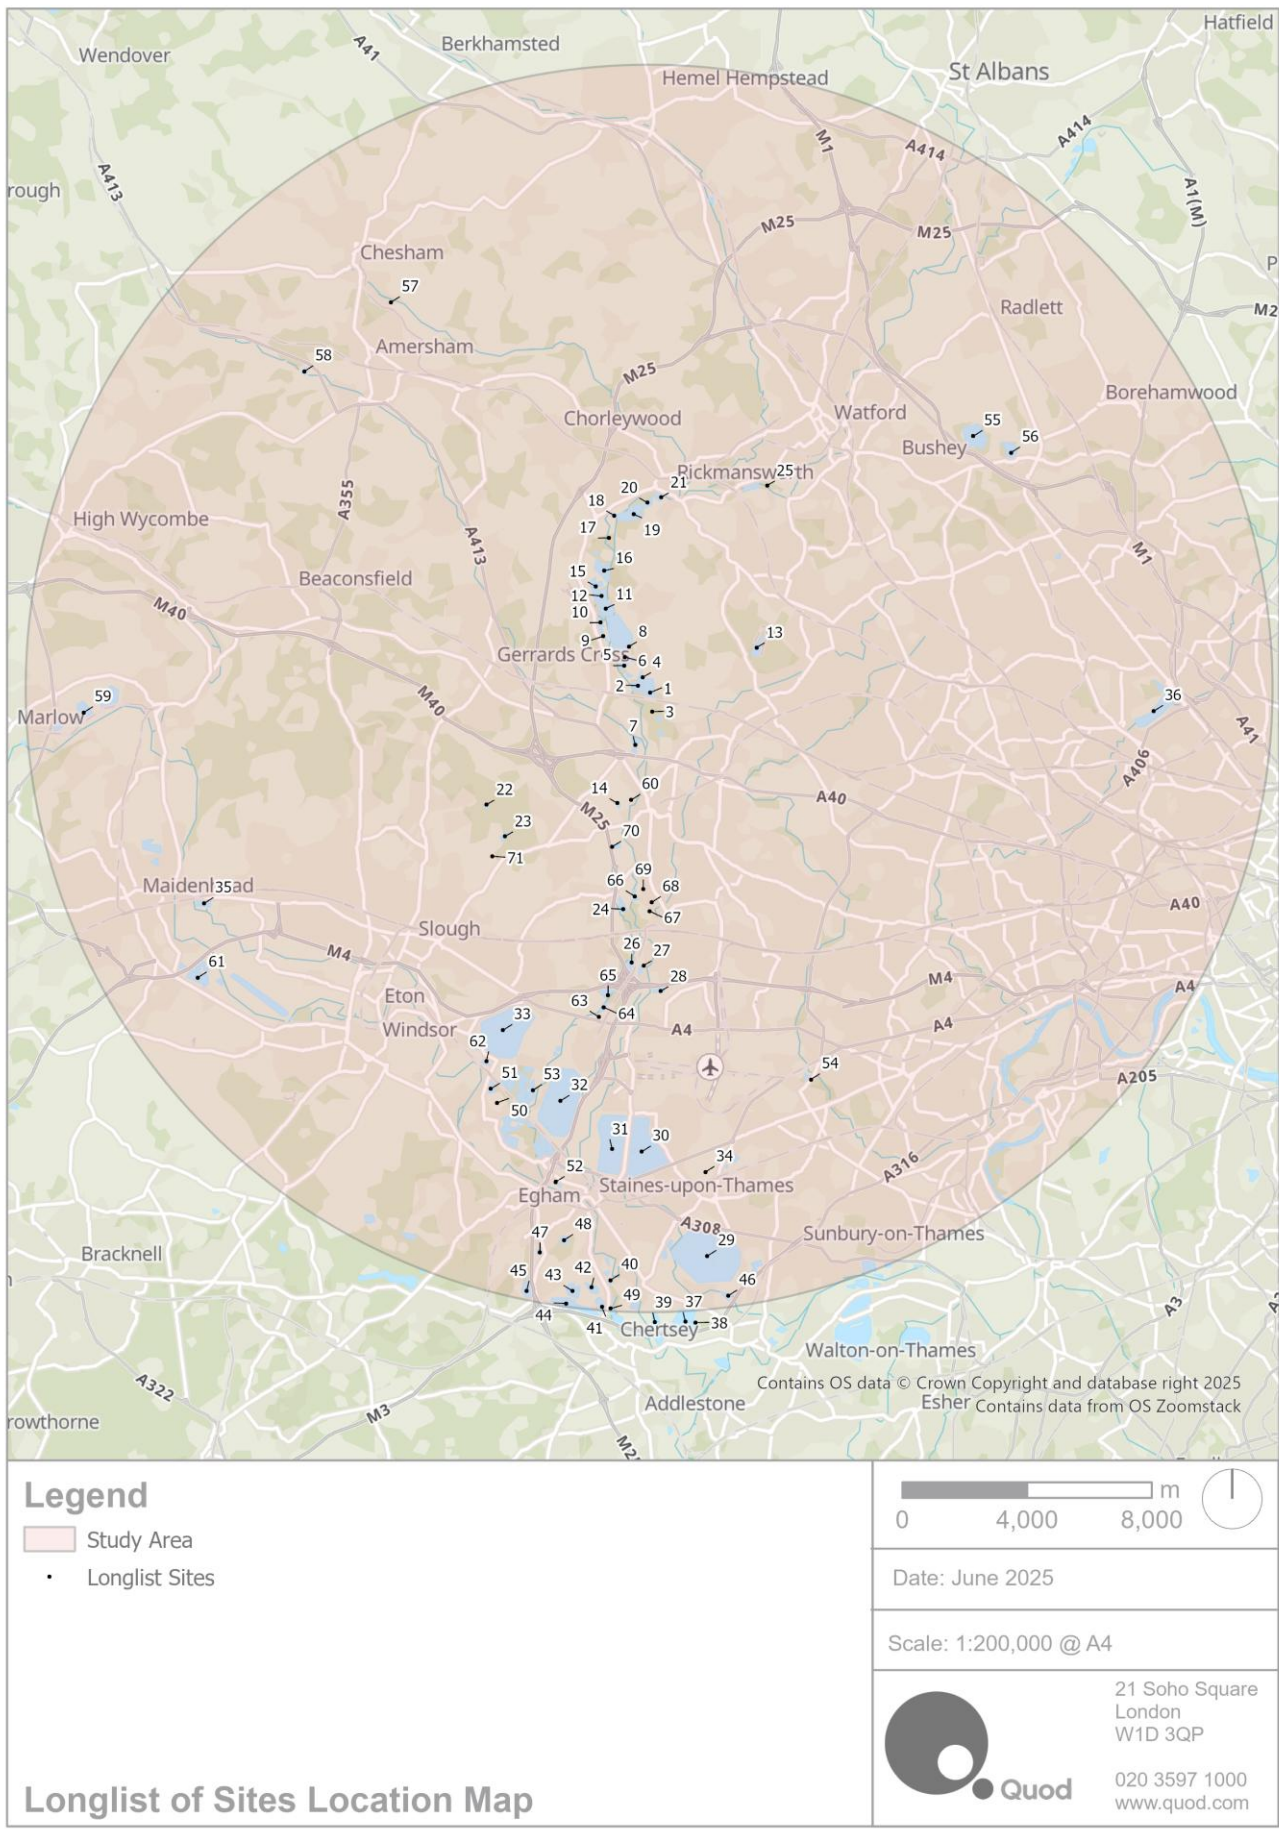 Hatfield
Wendover
A41
Berkhamsted
Hemel Hempstead
St Albans
M1
A414
A414
A413
rough
A1(M)
M25
M25
Chesham
P
57
Radlett
M2
Amersham
58
M25
Borehamwood
Chorleywood
Watford
55
Bushey
56
Rickmansworth
25
21
20
18
A355
High Wycombe
17
19
A413
M1
16
15
Beaconsfield
12
11
M40
10
8
13
9
Gerrards Cross
5
6
4
2
1
59
36
M40
Marlow
3
A41
7
A406
14
60
22
A40
M25
23
70
71
69
Maidenhead
35
66
68
24
67
A40
Slough
26
27
M4
61
65
28
M4
A4
Eton
63
64
33
A4
A4
Windsor
62
54
51
53
32
A205
50
31
30
34
52
A316
Staines-upon-Thames
Egham
A308
48
47
Sunbury-on-Thames
29
Bracknell
45
43
42
40
46
49
39
37
44
41
38
A3
Chertsey
Walton-on-Thames
A322
Contains OS data © Crown Copyright and database right 2025
Addlestone
Esher
Contains data from OS Zoomstack
M3
rowthorne
Legend
Study Area
Longlist Sites
m
0 4,000 8,000
Date: June 2025
Scale: 1:200,000 @ A4
21 Soho Square
London
W1D 3QP
Quod
020 3597 1000
www.quod.com
Longlist of Sites Location Map